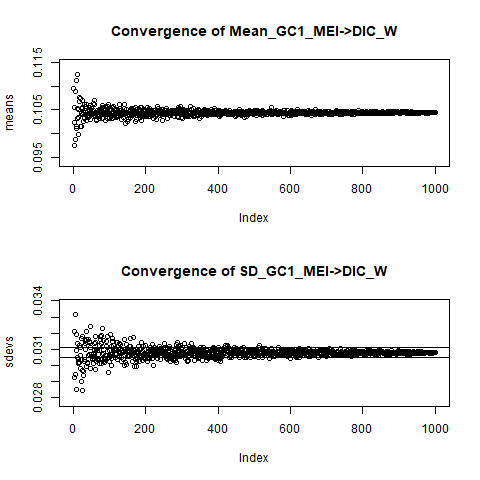 Convergence of Mean_GC1_MEI->DIC_W
means
0.115
0.105
0.095
0 200 400 600 800 1000
Index
Convergence of SD_GC1_MEI->DIC_W
sdevs
0.034
0.031
0.028
0 200 400 600 800 1000
Index